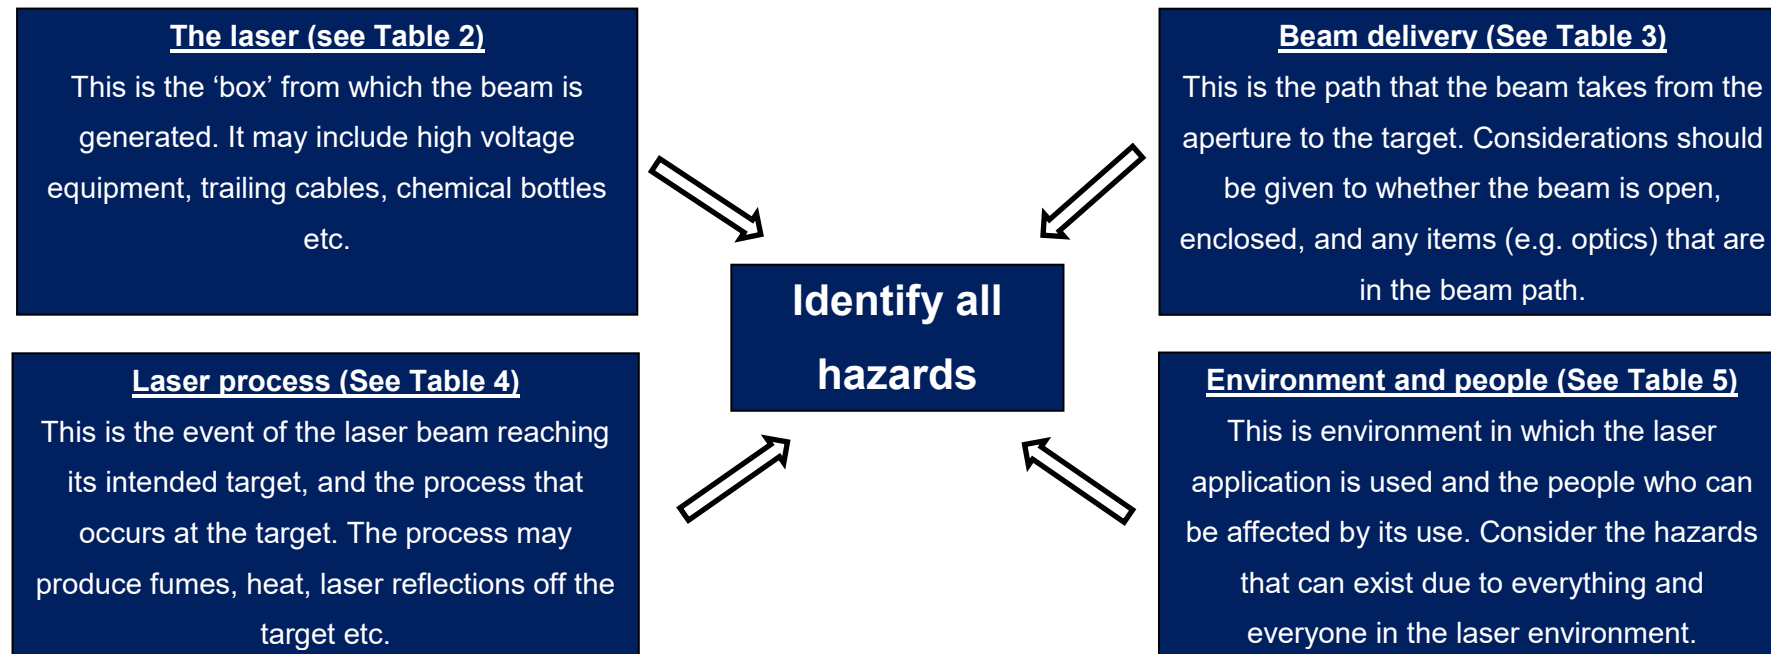 The laser (see Table 2)
This is the ‘box’ from which the beam is
generated. It may include high voltage
equipment, trailing cables, chemical bottles
etc.
Beam delivery (See Table 3)
This is the path that the beam takes from the
aperture to the target. Considerations should
be given to whether the beam is open,
enclosed, and any items (e.g. optics) that are
in the beam path.
Identify all
hazards
Laser process (See Table 4)
This is the event of the laser beam reaching
its intended target, and the process that
occurs at the target. The process may
produce fumes, heat, laser reflections off the
target etc.
Environment and people (See Table 5)
This is environment in which the laser
application is used and the people who can
be affected by its use. Consider the hazards
that can exist due to everything and
everyone in the laser environment.